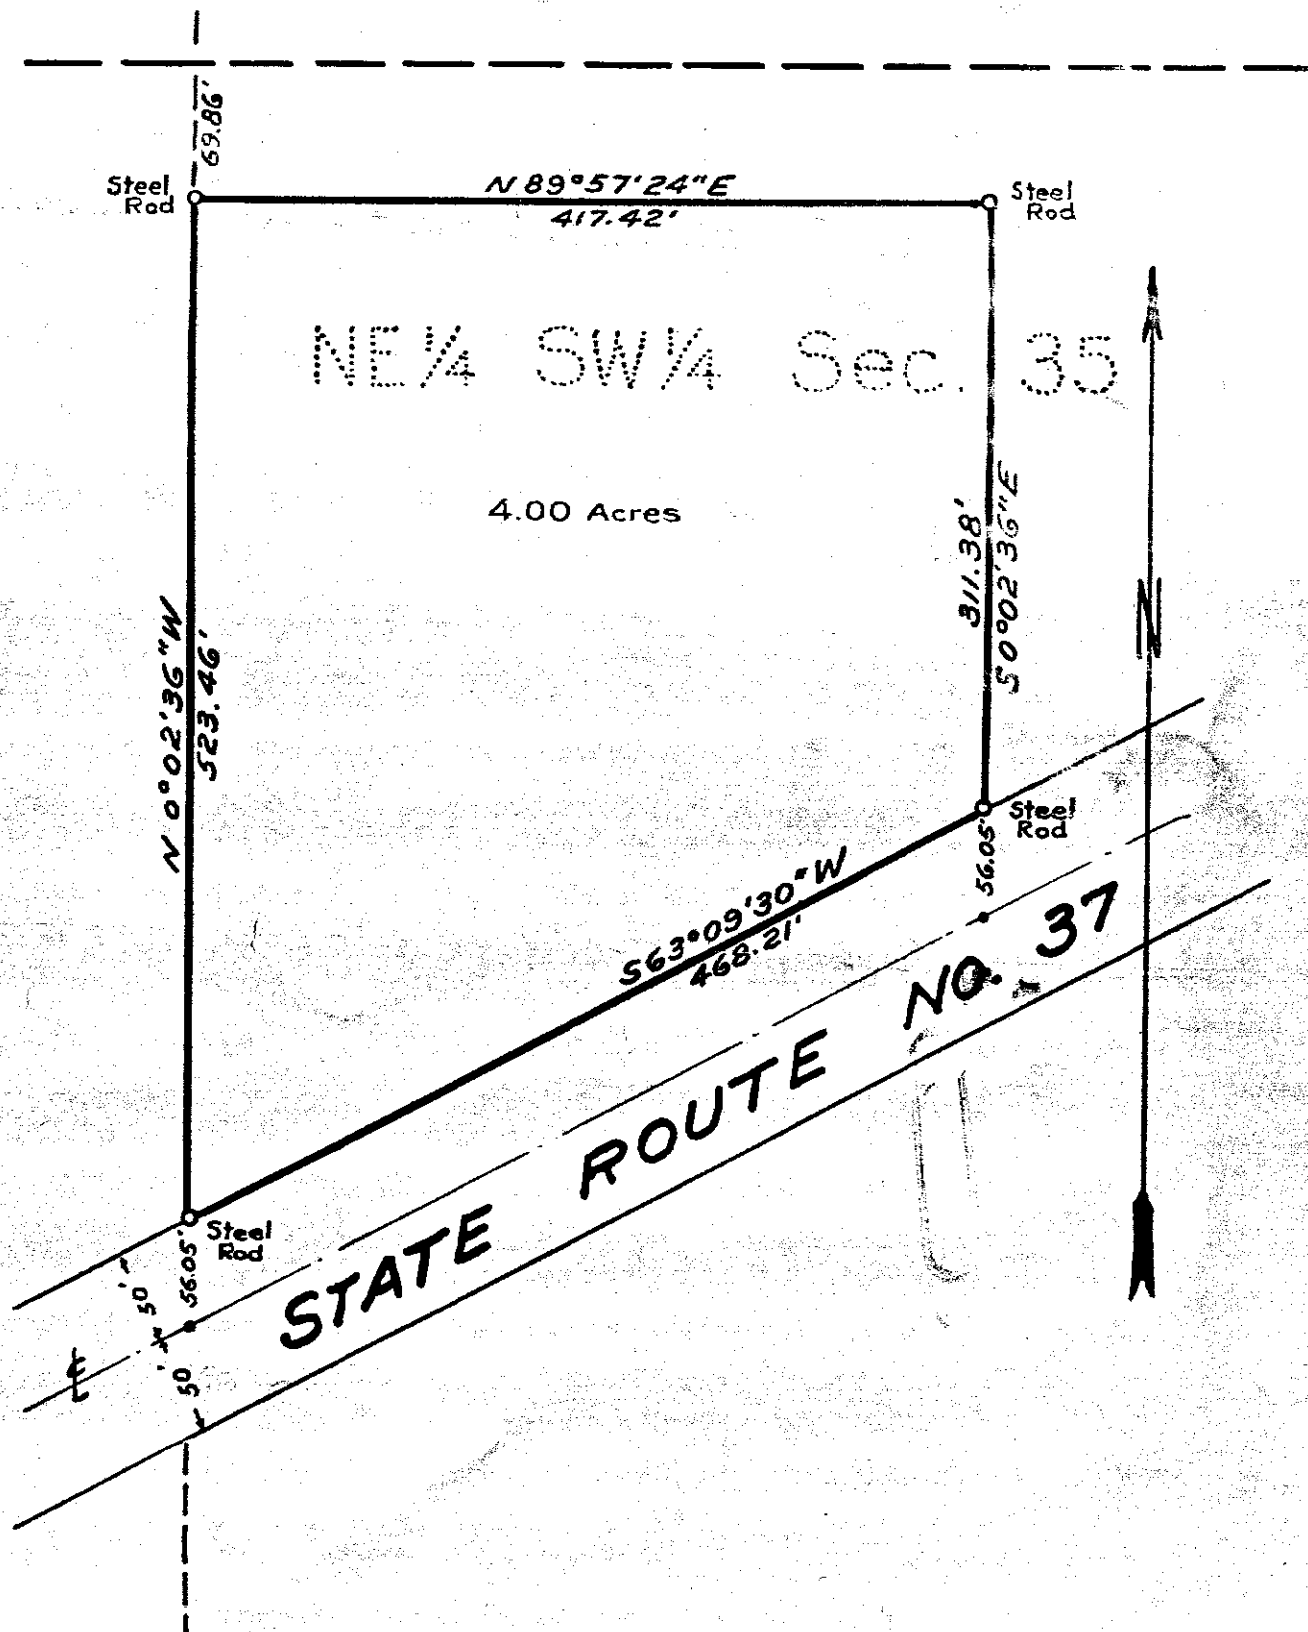 69.86'
Steel
Rod
N 89°57'24"E
417.42'
Steel
Rod
NE¼ SW¼ Sec. 35
4.00 Acres
311.38'
S0°02'36"E
N 0°02'36"W
523.46'
N
Steel
Rod
56.05'
S63°09'30"W
468.21'
STATE ROUTE NO. 37
Steel
Rod
56.05'
50'
50'
℄